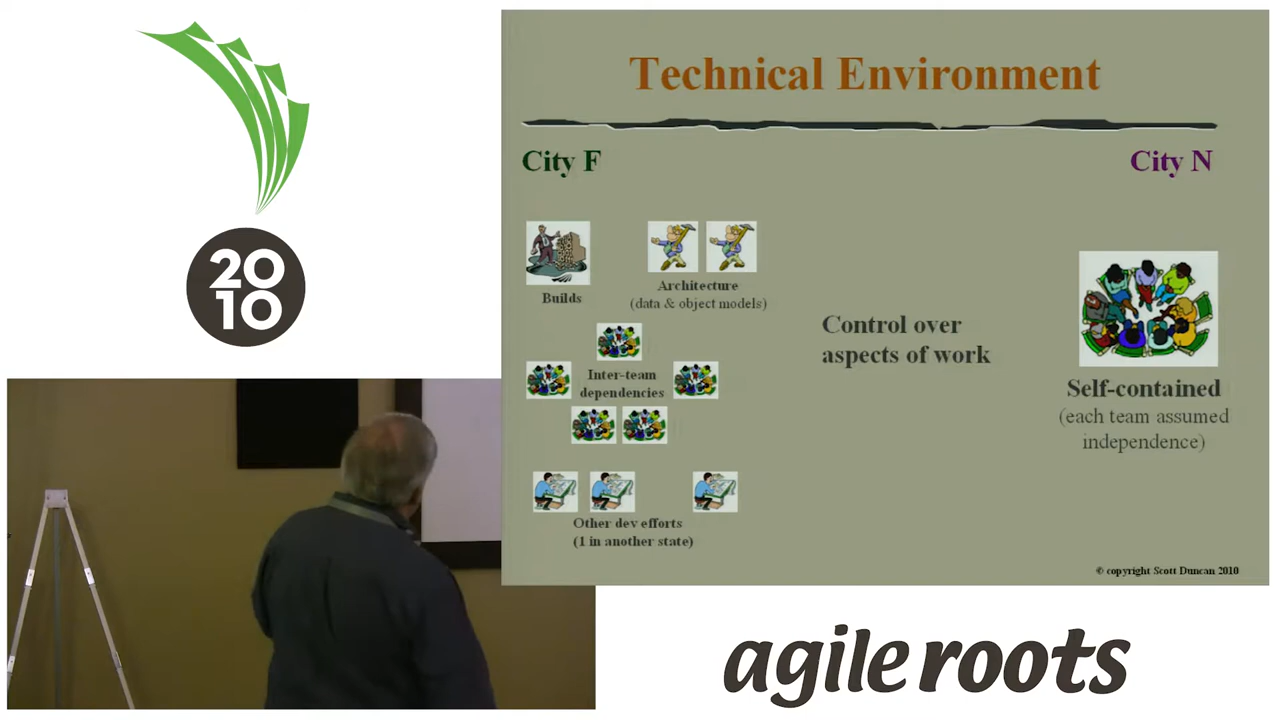 20
10
Technical Environment
City F
City N
Builds
Architecture
(data & object models)
Inter-team
dependencies
Control over
aspects of work
Self-contained
(each team assumed
independence)
Other dev efforts
(1 in another state)
© copyright Scott Duncan 2010
agile roots